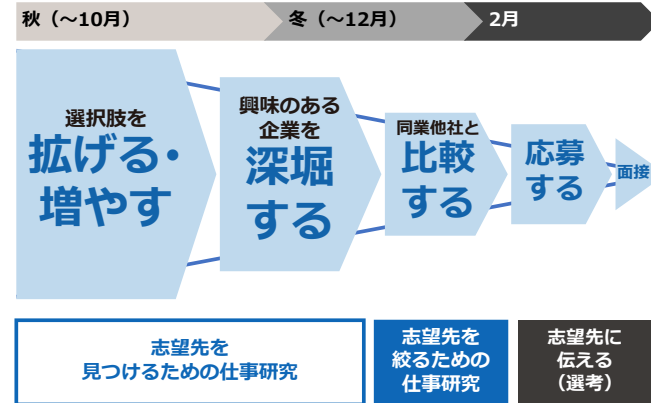 秋（～10月）
冬（～12月）
2月
選択肢を
拡げる・
増やす
興味のある
企業を
深堀
する
同業他社と
比較
する
応募
する
面接
志望先を
見つけるための仕事研究
志望先を
絞るための
仕事研究
志望先に
伝える
（選考）